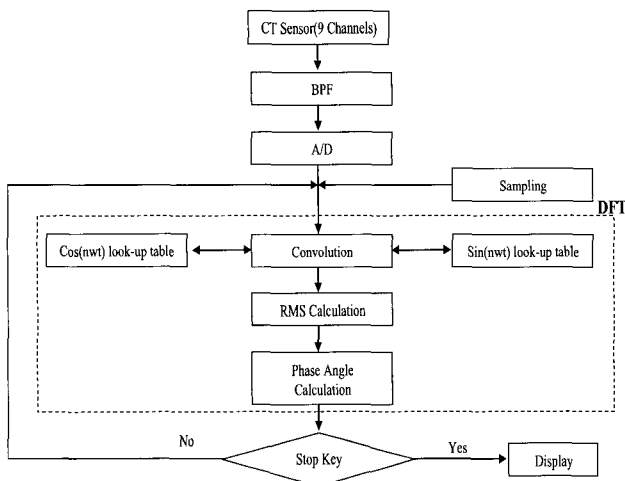 CT Sensor(9 Channels)
BPF
A/D
Sampling
DFT
Cos(nwt) look-up table
Convolution
Sin(nwt) look-up table
RMS Calculation
Phase Angle
Calculation
No
Stop Key
Yes
Display